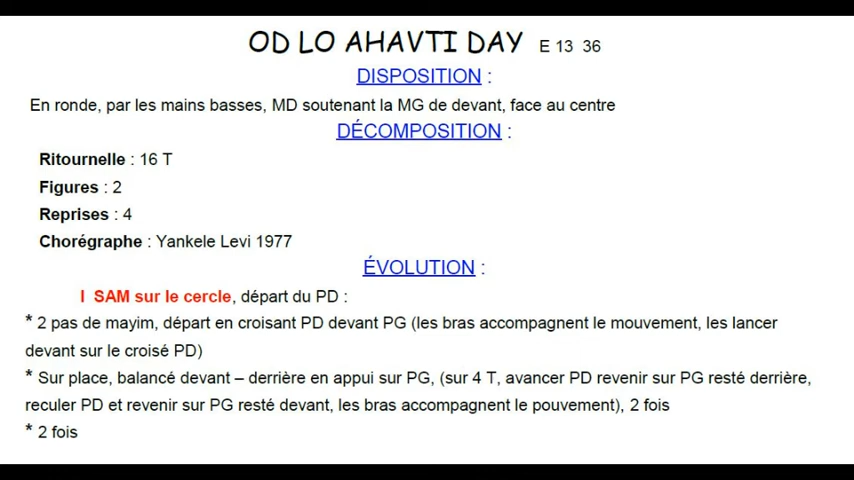 OD LO AHAVTI DAY E 13 36
DISPOSITION :
En ronde, par les mains basses, MD soutenant la MG de devant, face au centre
DÉCOMPOSITION :
Ritournelle : 16 T
Figures : 2
Reprises : 4
Chorégraphe : Yankele Levi 1977
ÉVOLUTION :
I SAM sur le cercle, départ du PD :
* 2 pas de mayim, départ en croisant PD devant PG (les bras accompagnent le mouvement, les lancer
devant sur le croisé PD)
* Sur place, balancé devant – derrière en appui sur PG, (sur 4 T, avancer PD revenir sur PG resté derrière,
reculer PD et revenir sur PG resté devant, les bras accompagnent le pouvement), 2 fois
* 2 fois